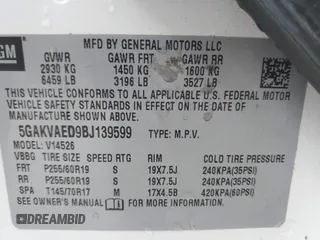 GM
MFD BY GENERAL MOTORS LLC
GVWR GAWR FRT GAWR RR
2930 KG 1450 KG 1600 KG
6459 LB 3196 LB 3527 LB
THIS VEHICLE CONFORMS TO ALL APPLICABLE U.S. FEDERAL MOTOR
VEHICLE SAFETY STANDARDS IN EFFECT ON THE DATE OF
MANUFACTURE SHOWN ABOVE.
5GAKVAED9BJ139599 TYPE: M.P.V.
MODEL: V14526
VBBG TIRE SIZE SPEED RTG RIM COLD TIRE PRESSURE
FRT P255/60R19 S 19X7.5J 240KPA(35PSI)
RR P255/60R19 S 19X7.5J 240KPA(35PSI)
SPA T145/70R17 M 17X4.5B 420KPA(60PSI)
SEE OWNER'S MANUAL FOR
DREAMBID